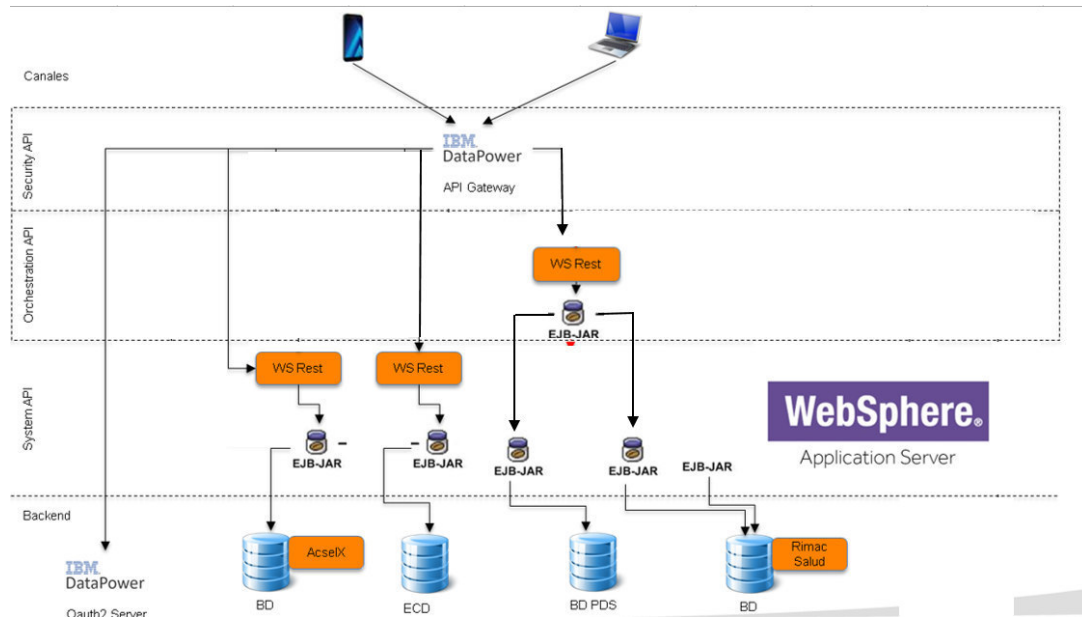 Canales
Security API
IBM
DataPower
API Gateway
Orchestration API
WS Rest
EJB-JAR
System API
WS Rest
WS Rest
EJB-JAR
EJB-JAR
EJB-JAR
EJB-JAR
EJB-JAR
WebSphere®
Application Server
Backend
IBM
DataPower
Oauth2 Server
AcselX
BD
ECD
BD PDS
Rimac
Salud
BD